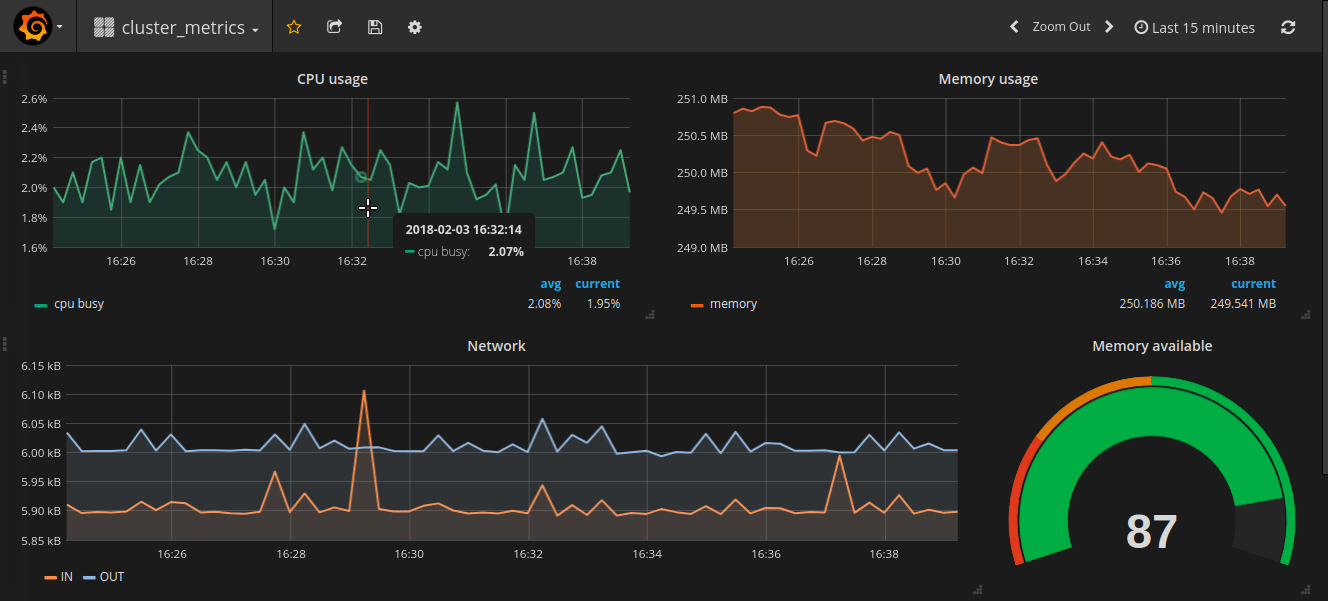 cluster_metrics Zoom Out Last 15 minutes
CPU usage
2.6%
2.4%
2.2%
2.0%
1.8%
1.6%
16:26 16:28 16:30 16:32 16:38
2018-02-03 16:32:14
cpu busy: 2.07%
avg current
cpu busy 2.08% 1.95%
Memory usage
251.0 MB
250.5 MB
250.0 MB
249.5 MB
249.0 MB
16:26 16:28 16:30 16:32 16:34 16:36 16:38
avg current
memory 250.186 MB 249.541 MB
Network
6.15 kB
6.10 kB
6.05 kB
6.00 kB
5.95 kB
5.90 kB
5.85 kB
16:26 16:28 16:30 16:32 16:34 16:36 16:38
IN OUT
Memory available
87